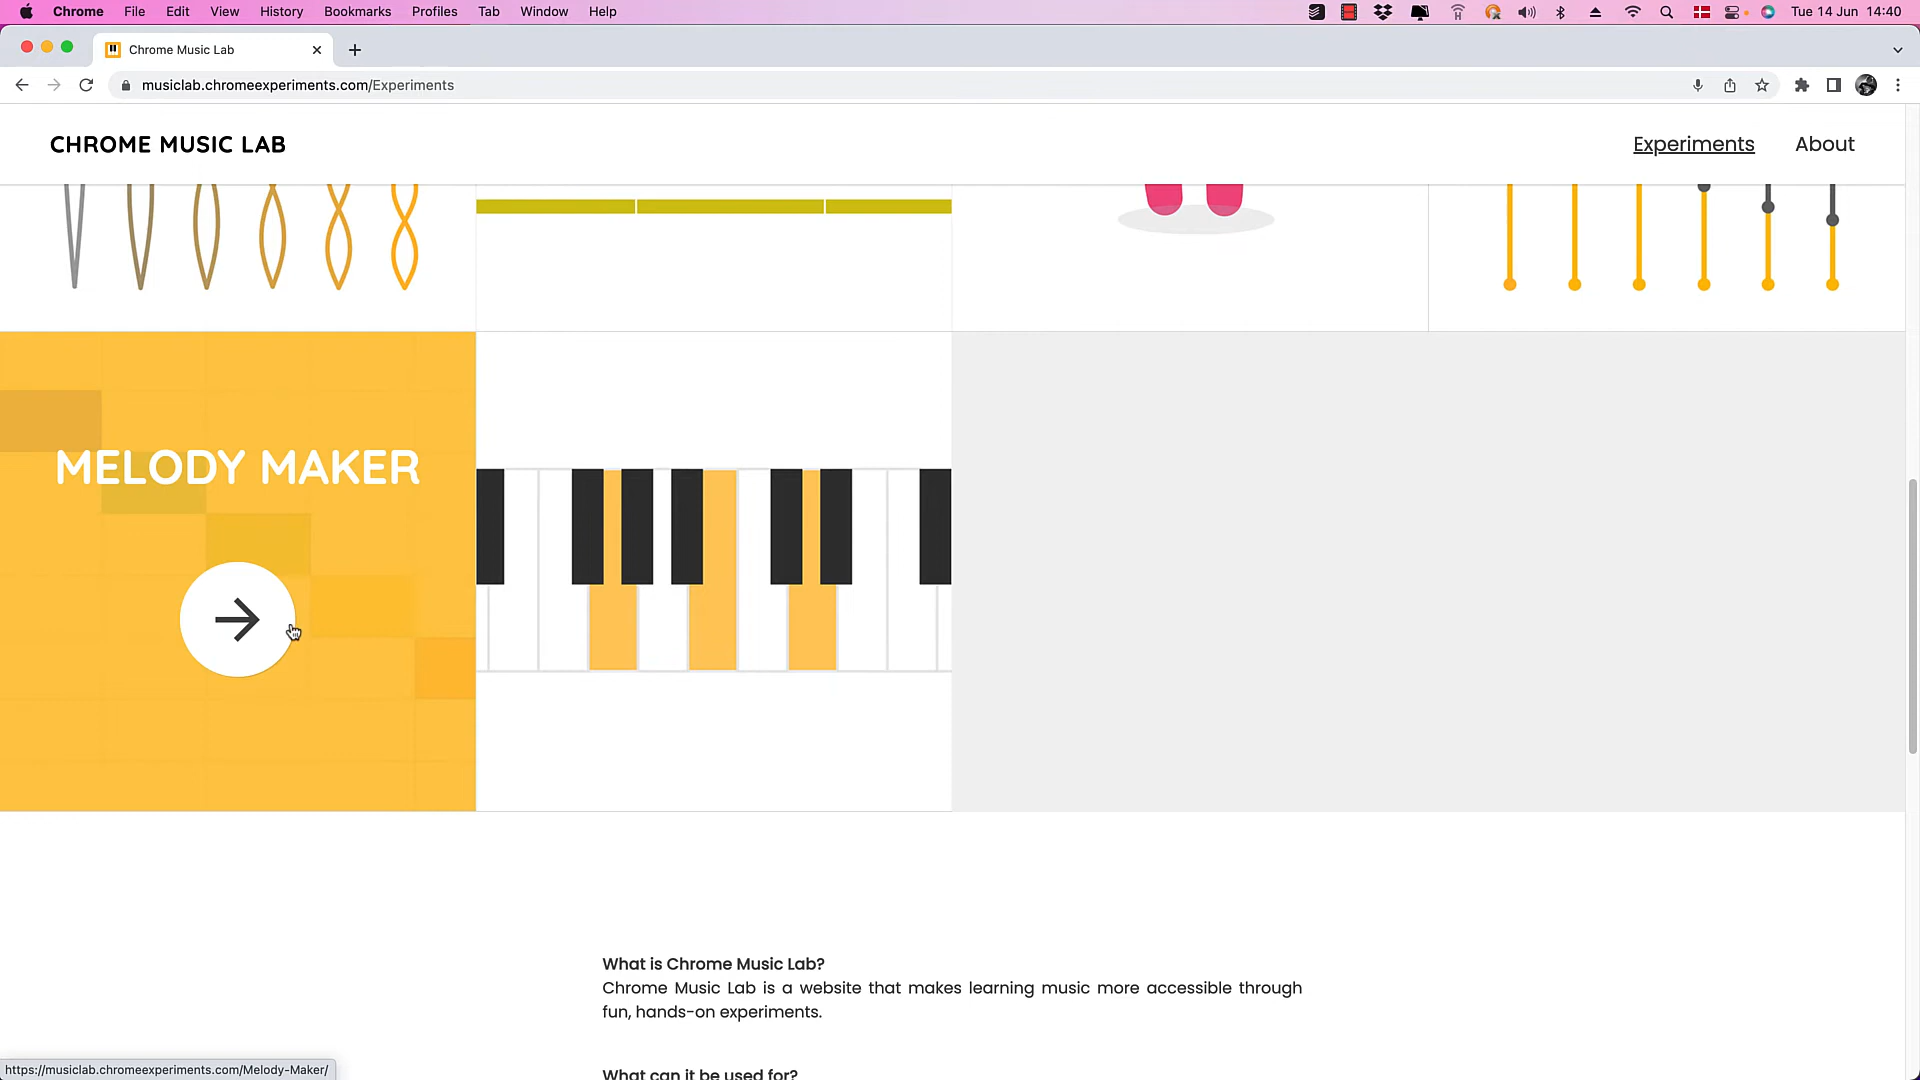 Chrome File Edit View History Bookmarks Profiles Tab Window Help Tue 14 Jun 14:40
Chrome Music Lab
musiclab.chromeexperiments.com/Experiments
CHROME MUSIC LAB Experiments About
MELODY MAKER
What is Chrome Music Lab?
Chrome Music Lab is a website that makes learning music more accessible through
fun, hands-on experiments.
What can it be used for?
https://musiclab.chromeexperiments.com/Melody-Maker/